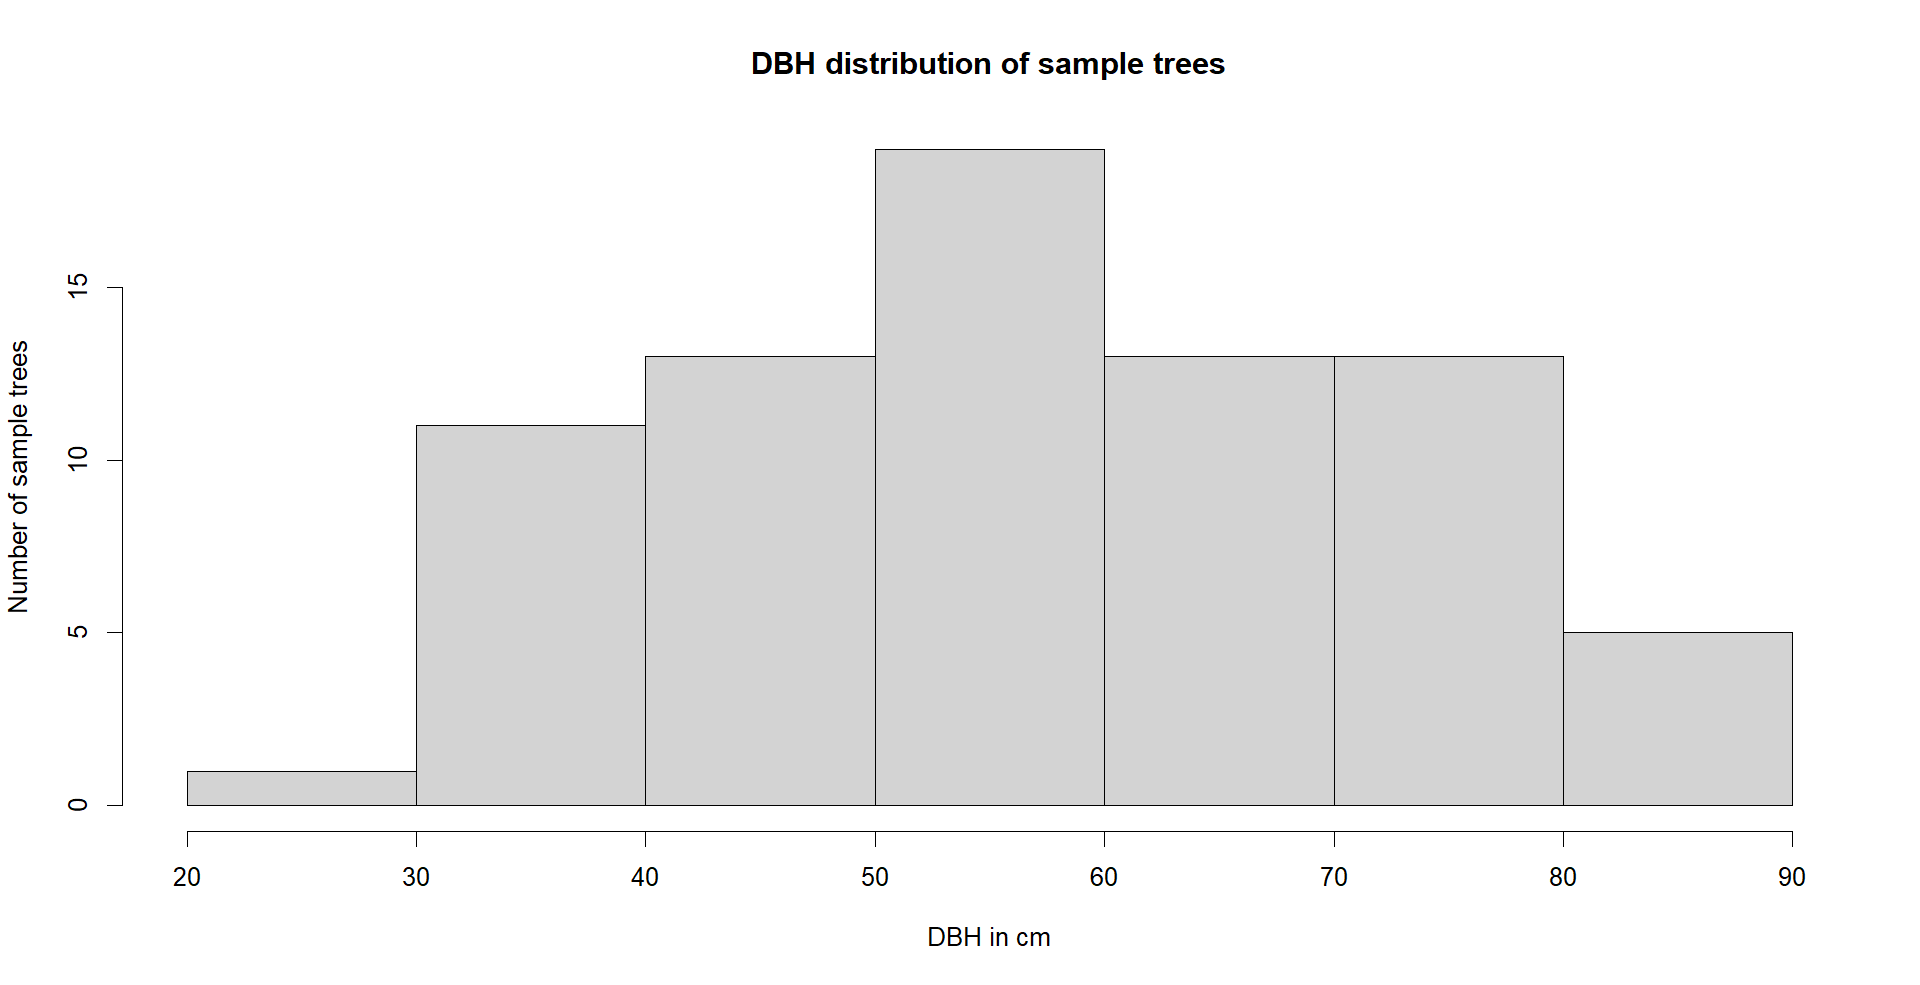 DBH distribution of sample trees
Number of sample trees
15
10
5
0
20 30 40 50 60 70 80 90
DBH in cm